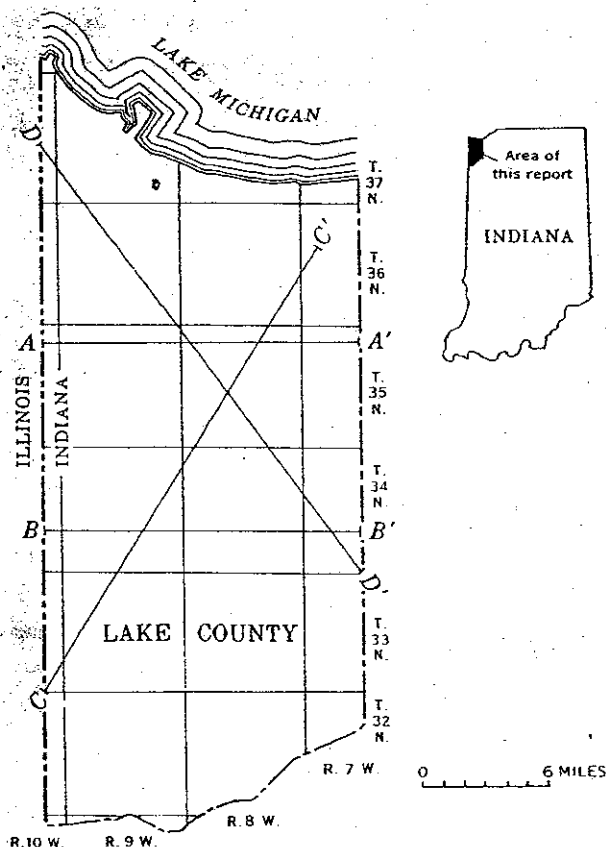 LAKE MICHIGAN
D
T.
37
N.
Area of
this report
INDIANA
C'
T.
36
N.
A
A'
ILLINOIS
INDIANA
T.
35
N.
T.
34
N.
B
B'
D'
LAKE COUNTY
T.
33
N.
C
T.
32
N.
R. 7 W.
0 6 MILES
R. 8 W.
R.10 W. R. 9 W.